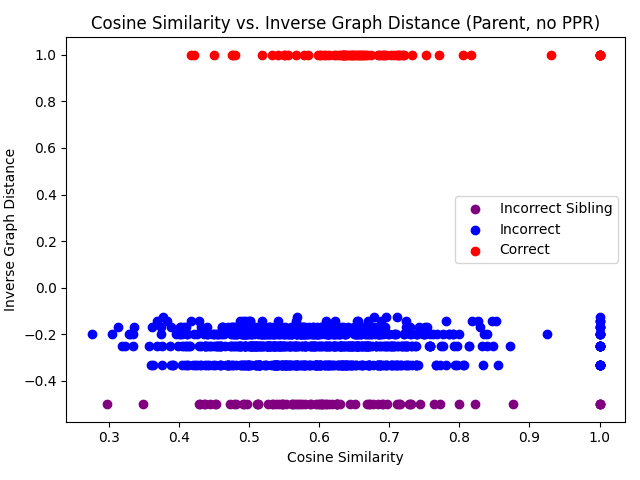 Cosine Similarity vs. Inverse Graph Distance (Parent, no PPR)
1.0
0.8
0.6
0.4
0.2
0.0
−0.2
−0.4
Inverse Graph Distance
Incorrect Sibling
Incorrect
Correct
0.3 0.4 0.5 0.6 0.7 0.8 0.9 1.0
Cosine Similarity